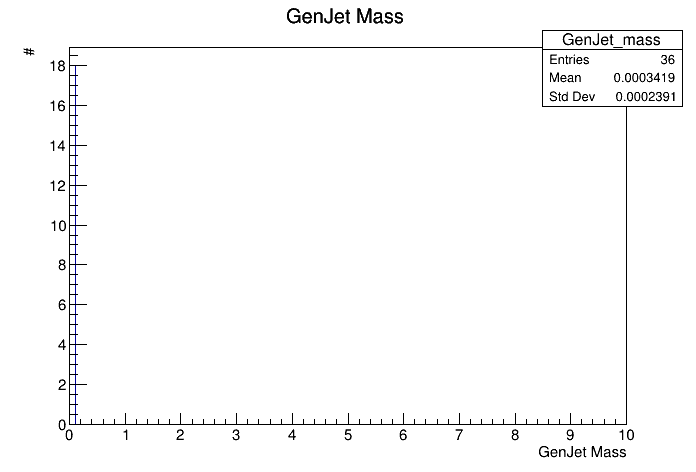 GenJet Mass
#
GenJet_mass
Entries 36
Mean 0.0003419
Std Dev 0.0002391
18
16
14
12
10
8
6
4
2
0
0 1 2 3 4 5 6 7 8 9 10
GenJet Mass